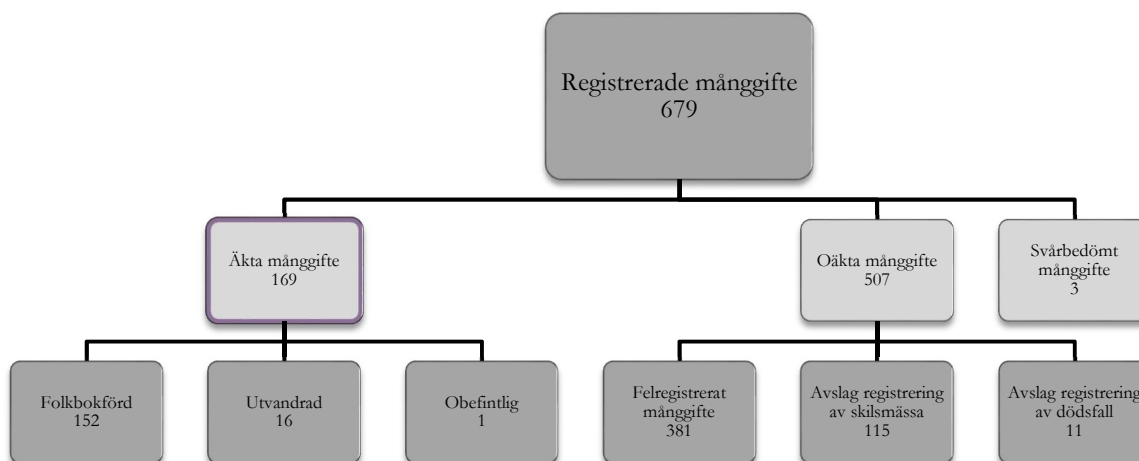 Registrerade månggifte
679
Äkta månggifte
169
Oäkta månggifte
507
Svårbedömt
månggifte
3
Folkbokförd
152
Utvandrad
16
Obefintlig
1
Felregistrerat
månggifte
381
Avslag registrering
av skilsmässa
115
Avslag registrering
av dödsfall
11